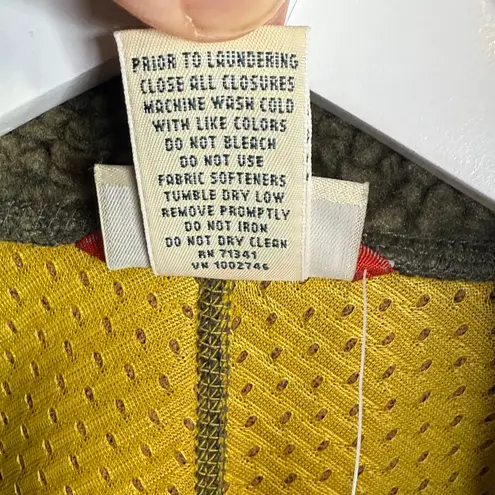 PRIOR TO LAUNDERING
CLOSE ALL CLOSURES
MACHINE WASH COLD
WITH LIKE COLORS
DO NOT BLEACH
DO NOT USE
FABRIC SOFTENERS
TUMBLE DRY LOW
REMOVE PROMPTLY
DO NOT IRON
DO NOT DRY CLEAN
RN 71341
VN 1002746